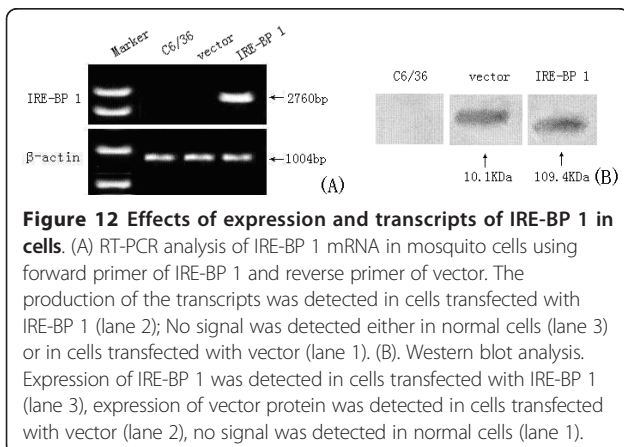 Marker
C6/36
vector
IRE-BP 1
IRE-BP 1
←2760bp
β-actin
←1004bp
(A)
C6/36 vector IRE-BP 1
10.1KDa 109.4KDa (B)
Figure 12 Effects of expression and transcripts of IRE-BP 1 in
cells. (A) RT-PCR analysis of IRE-BP 1 mRNA in mosquito cells using
forward primer of IRE-BP 1 and reverse primer of vector. The
production of the transcripts was detected in cells transfected with
IRE-BP 1 (lane 2); No signal was detected either in normal cells (lane 3)
or in cells transfected with vector (lane 1). (B). Western blot analysis.
Expression of IRE-BP 1 was detected in cells transfected with IRE-BP 1
(lane 3), expression of vector protein was detected in cells transfected
with vector (lane 2), no signal was detected in normal cells (lane 1).